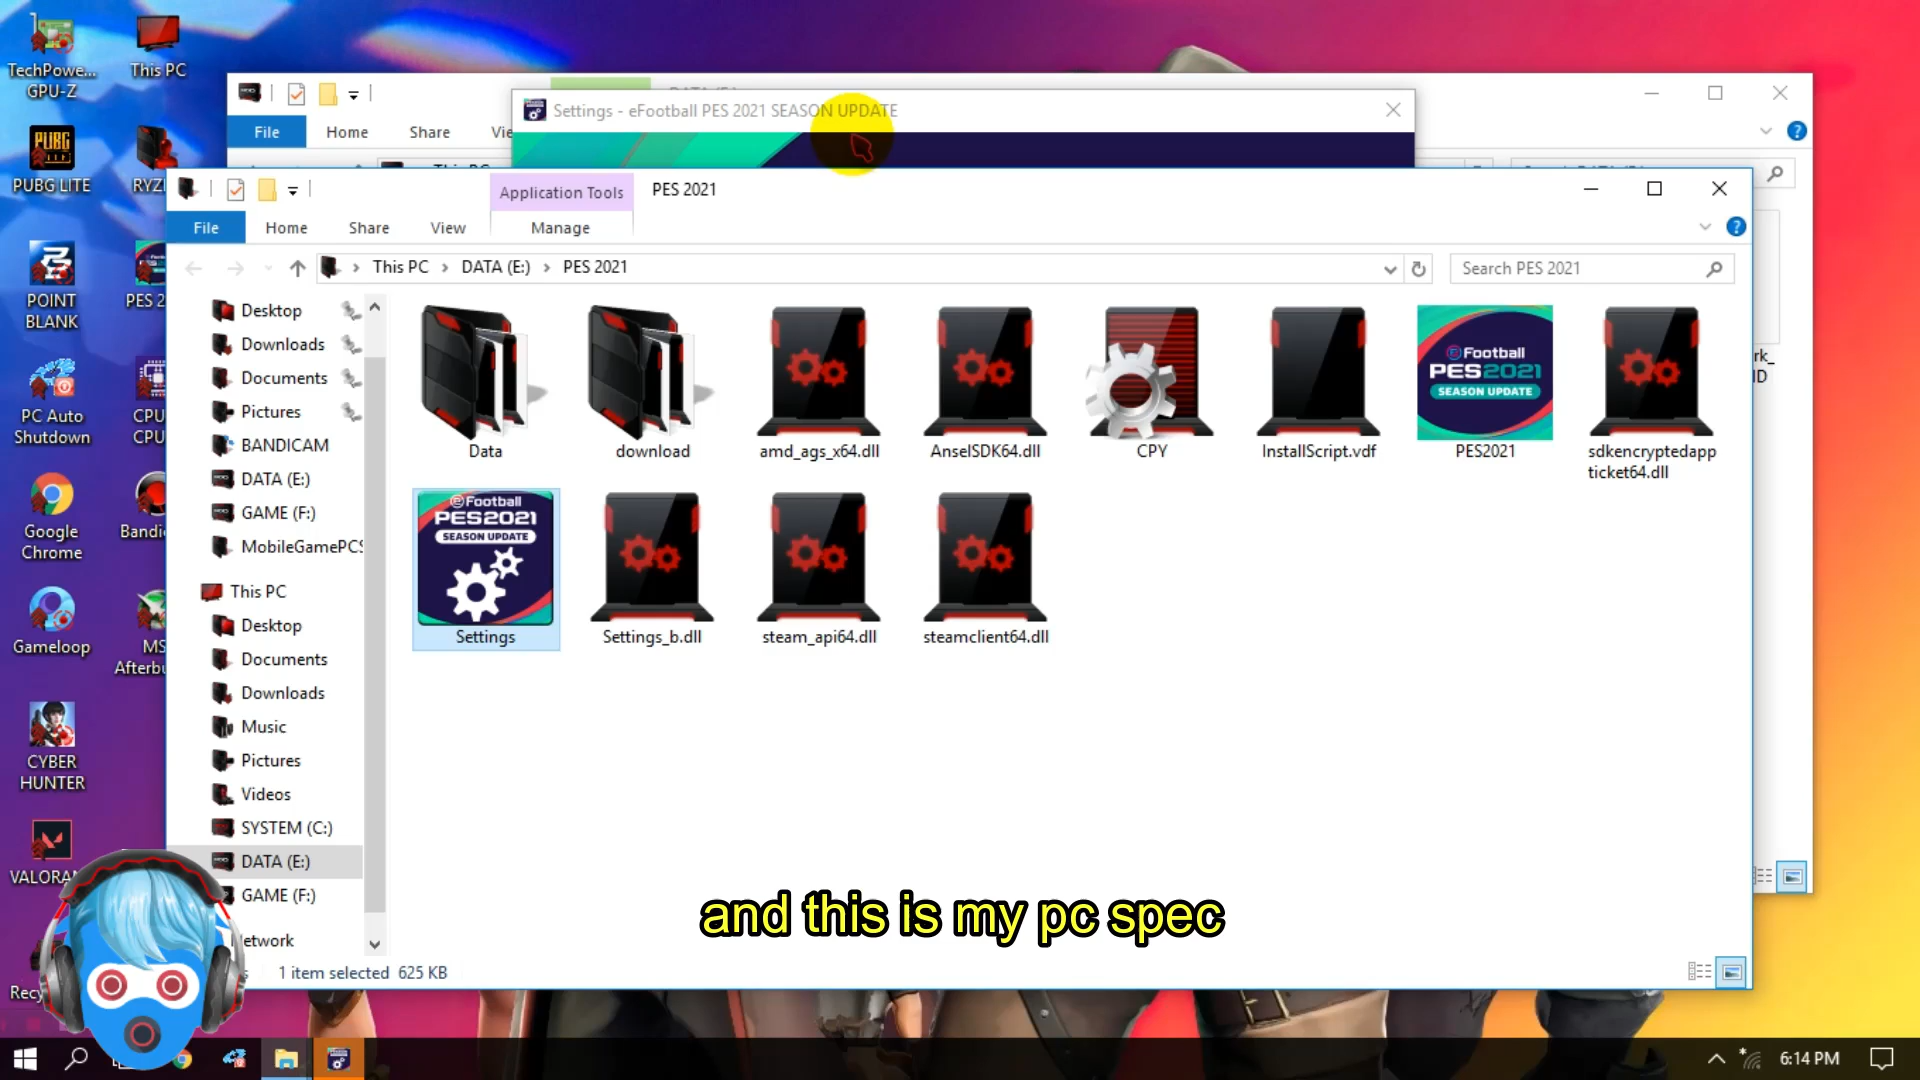 TechPowe...
GPU-Z
This PC
PUBG LITE
RYZI
POINT
BLANK
PES 2
PC Auto
Shutdown
CPU
CPU
Google
Chrome
Bandi
Gameloop
MS
Afterbu
CYBER
HUNTER
VALORAN
Recy
File
Home
Share
Vie
Settings - eFootball PES 2021 SEASON UPDATE
Application Tools
PES 2021
File
Home
Share
View
Manage
This PC
DATA (E:)
PES 2021
Search PES 2021
Desktop
Downloads
Documents
Pictures
BANDICAM
DATA (E:)
GAME (F:)
MobileGamePCS
This PC
Desktop
Documents
Downloads
Music
Pictures
Videos
SYSTEM (C:)
DATA (E:)
GAME (F:)
Network
Data
download
amd_ags_x64.dll
AnselSDK64.dll
CPY
InstallScript.vdf
eFootball
PES2021
SEASON UPDATE
PES2021
sdkencryptedapp
ticket64.dll
eFootball
PES2021
SEASON UPDATE
Settings
Settings_b.dll
steam_api64.dll
steamclient64.dll
rk_
ID
and this is my pc spec
1 item selected 625 KB
6:14 PM